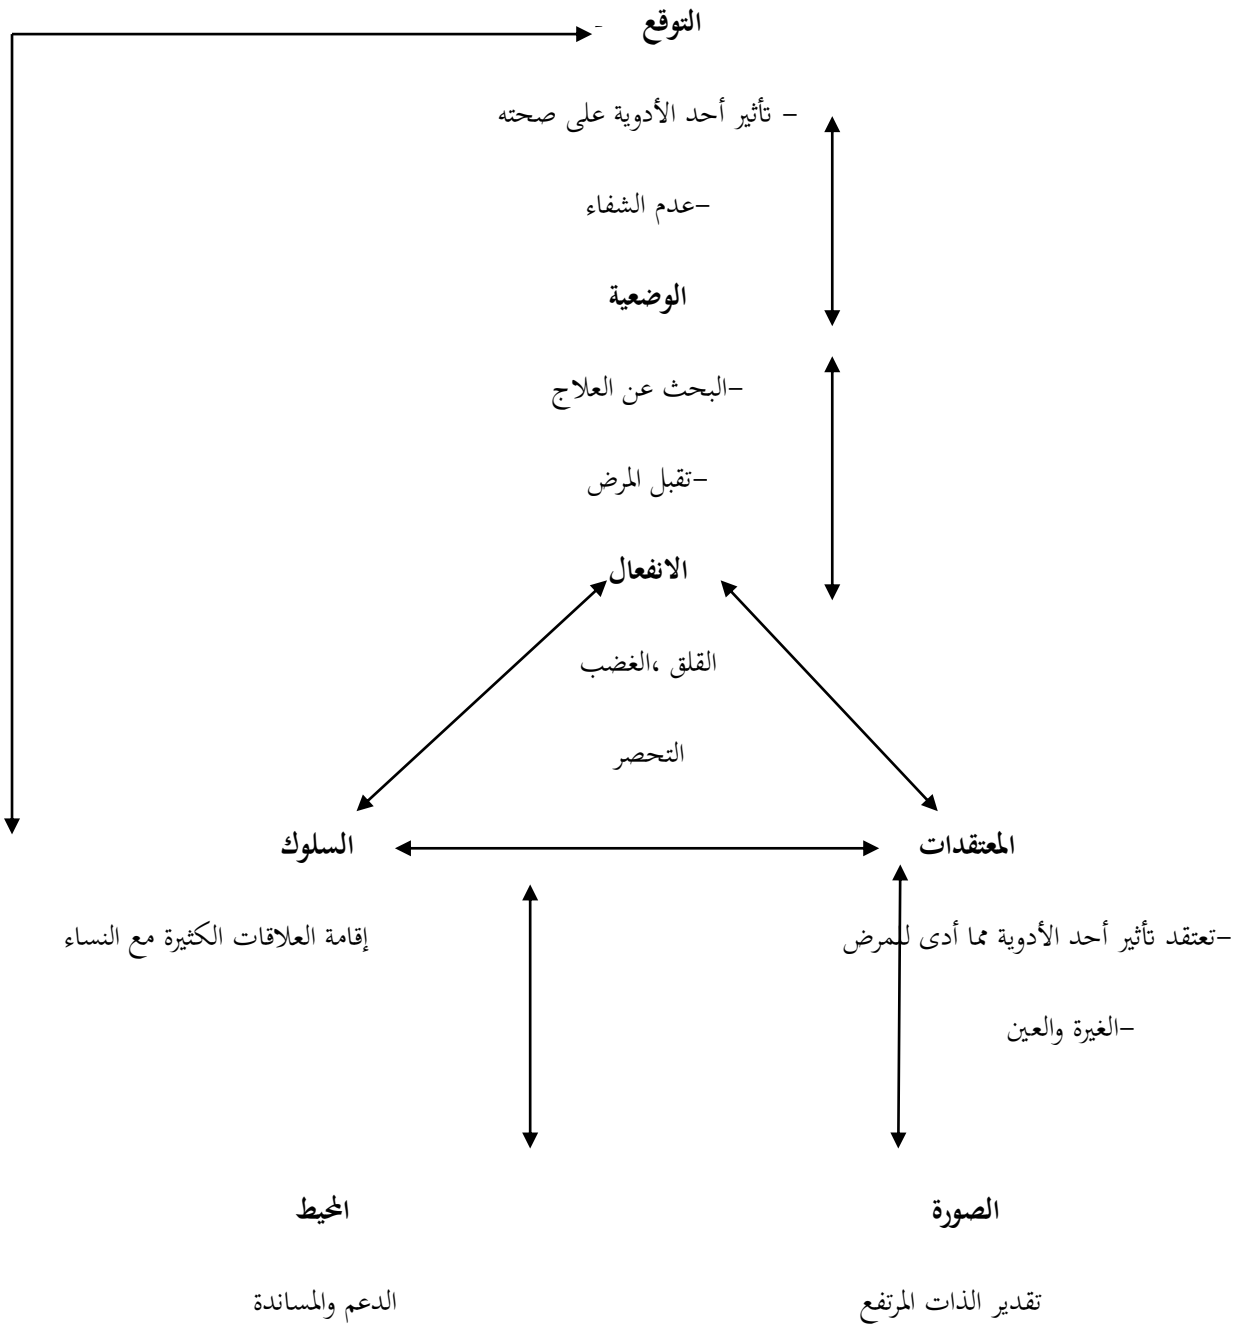 التوقع -
– تأثير أحد الأدوية على صحته
–عدم الشفاء
الوضعية
–البحث عن العلاج
–تقبل المرض
الانفعال
القلق ،الغضب
التحصر
المعتقدات
السلوك
–تعتقد تأثير أحد الأدوية مما أدى للمرض
إقامة العلاقات الكثيرة مع النساء
–الغيرة والعين
الصورة
المحيط
تقدير الذات المرتفع
الدعم والمساندة